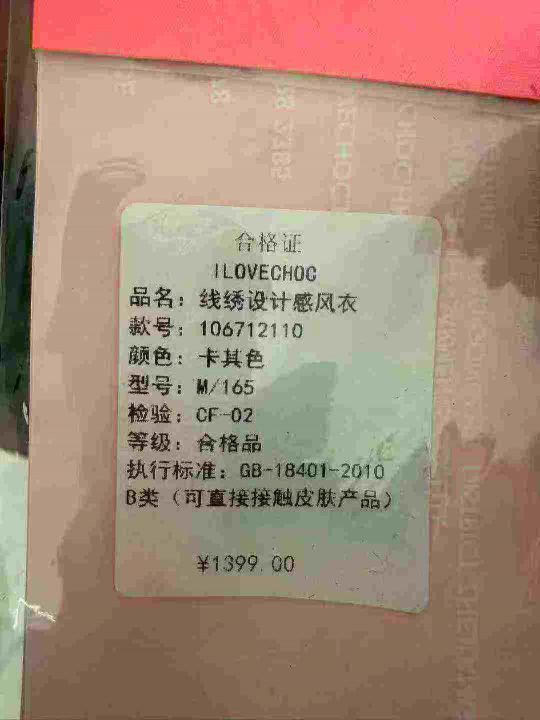 合格证
ILOVECHOC
品名：线绣设计感风衣
款号：106712110
颜色：卡其色
型号：M/165
检验：CF-02
等级：合格品
执行标准：GB-18401-2010
B类（可直接接触皮肤产品）
¥1399.00